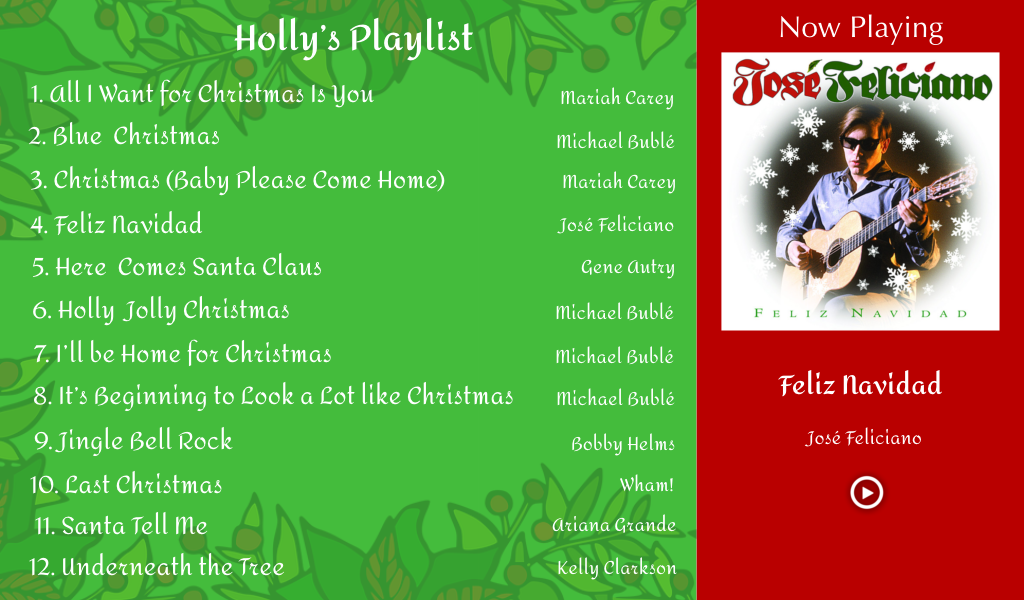 Holly's Playlist
1. All I Want for Christmas Is You Mariah Carey
2. Blue Christmas Michael Bublé
3. Christmas (Baby Please Come Home) Mariah Carey
4. Feliz Navidad José Feliciano
5. Here Comes Santa Claus Gene Autry
6. Holly Jolly Christmas Michael Bublé
7. I'll be Home for Christmas Michael Bublé
8. It's Beginning to Look a Lot like Christmas Michael Bublé
9. Jingle Bell Rock Bobby Helms
10. Last Christmas Wham!
11. Santa Tell Me Ariana Grande
12. Underneath the Tree Kelly Clarkson
Now Playing
José Feliciano
FELIZ NAVIDAD
Feliz Navidad
José Feliciano